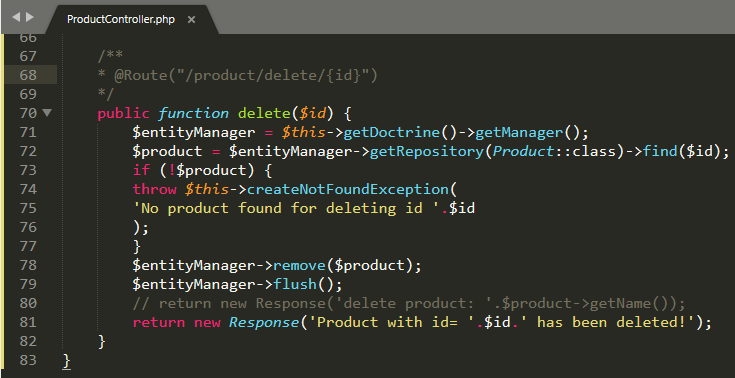 ProductController.php ×
66
67 /**
68 * @Route("/product/delete/{id}")
69 */
70 public function delete($id) {
71 $entityManager = $this->getDoctrine()->getManager();
72 $product = $entityManager->getRepository(Product::class)->find($id);
73 if (!$product) {
74 throw $this->createNotFoundException(
75 'No product found for deleting id '.$id
76 );
77 }
78 $entityManager->remove($product);
79 $entityManager->flush();
80 // return new Response('delete product: '.$product->getName());
81 return new Response('Product with id= '.$id.' has been deleted!');
82 }
83 }